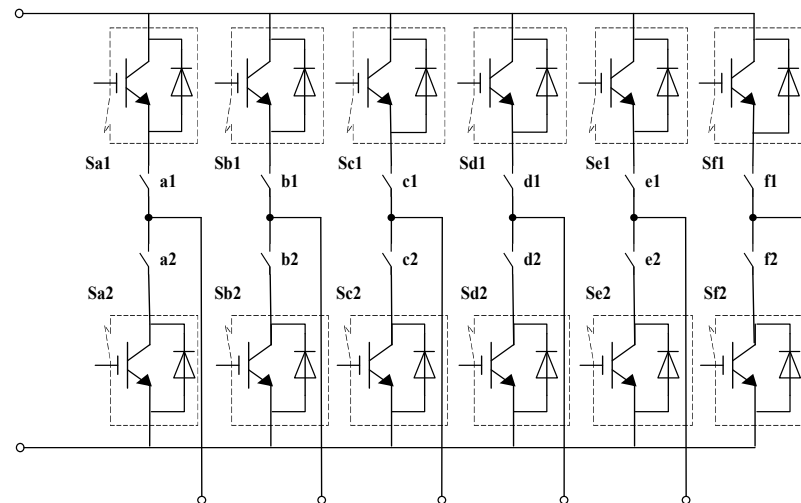 Sa1 Sb1 Sc1 Sd1 Se1 Sf1
a1 b1 c1 d1 e1 f1
a2 b2 c2 d2 e2 f2
Sa2 Sb2 Sc2 Sd2 Se2 Sf2